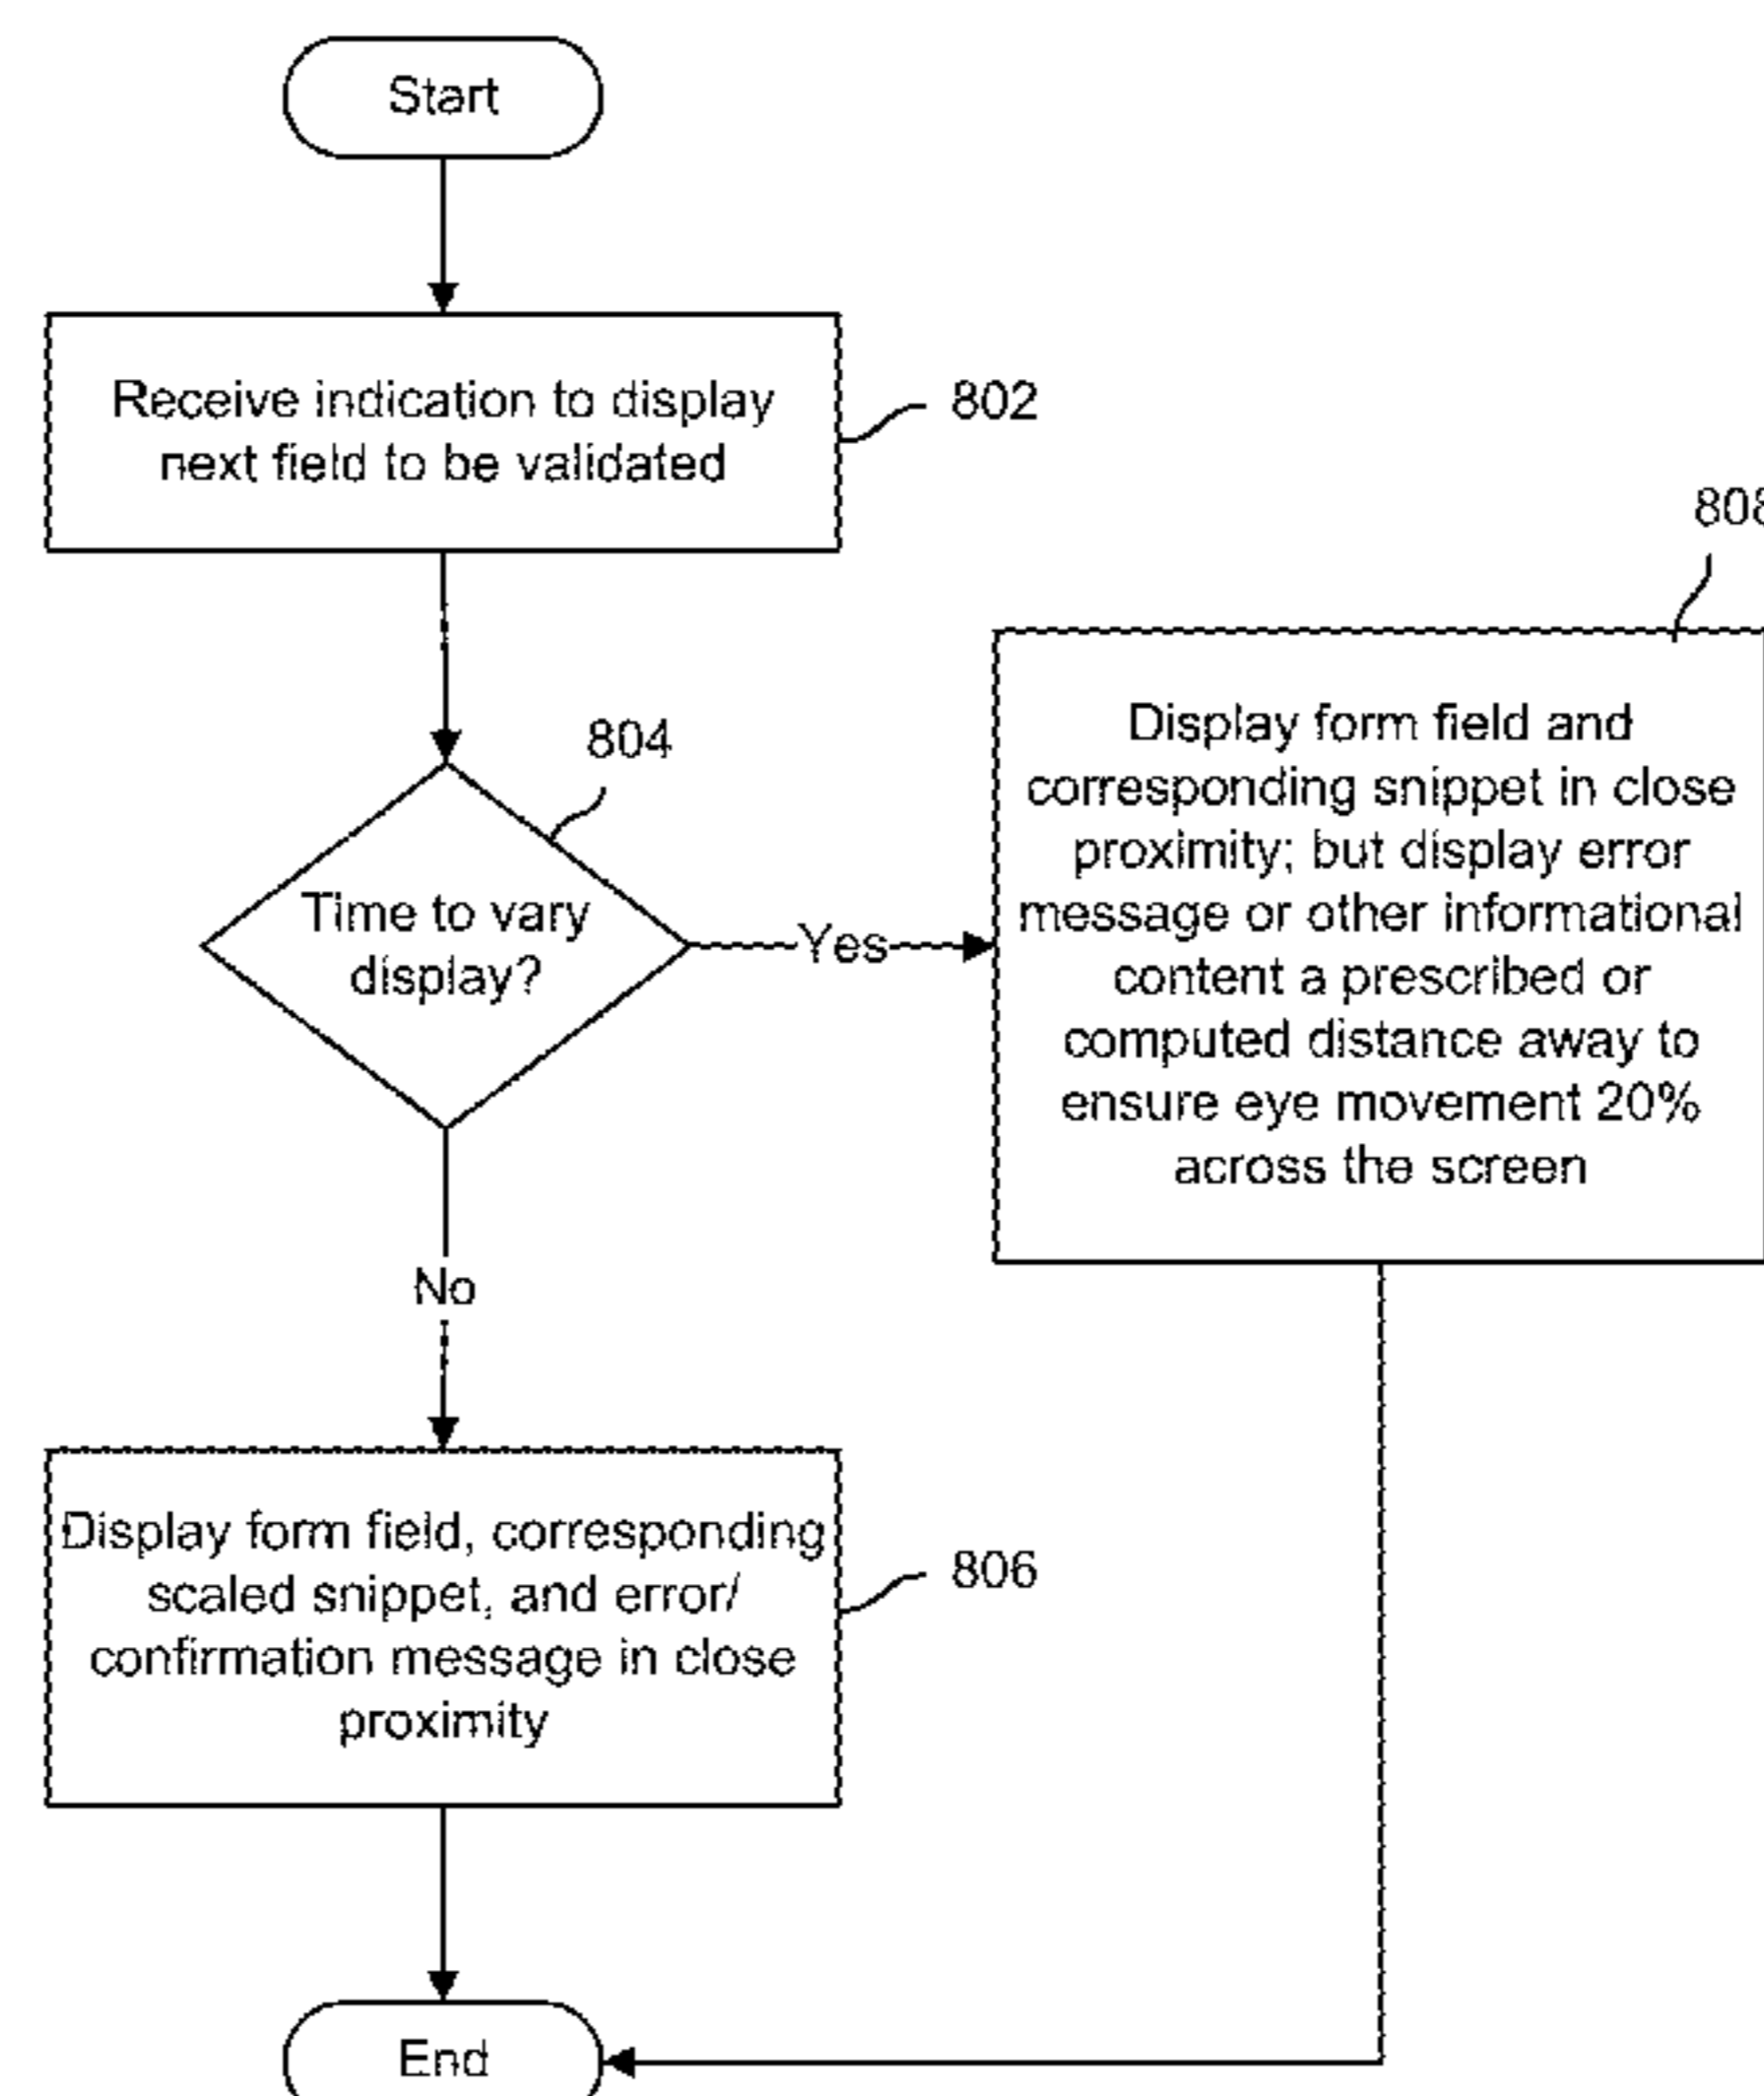 Start
Receive indication to display
next field to be validated
802
804
Time to vary
display?
Yes
808
Display form field and
corresponding snippet in close
proximity; but display error
message or other informational
content a prescribed or
computed distance away to
ensure eye movement 20%
across the screen
No
Display form field, corresponding
scaled snippet, and error/
confirmation message in close
proximity
806
End